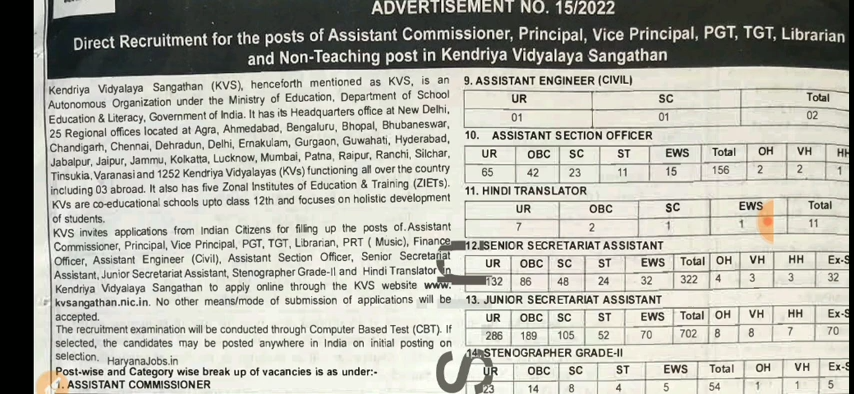 ADVERTISEMENT NO. 15/2022
Direct Recruitment for the posts of Assistant Commissioner, Principal, Vice Principal, PGT, TGT, Librarian
and Non-Teaching post in Kendriya Vidyalaya Sangathan
Kendriya Vidyalaya Sangathan (KVS), henceforth mentioned as KVS, is an
Autonomous Organization under the Ministry of Education, Department of School
Education & Literacy, Government of India. It has its Headquarters office at New Delhi,
25 Regional offices located at Agra, Ahmedabad, Bengaluru, Bhopal, Bhubaneswar,
Chandigarh, Chennai, Dehradun, Delhi, Ernakulam, Gurgaon, Guwahati, Hyderabad,
Jabalpur, Jaipur, Jammu, Kolkatta, Lucknow, Mumbai, Patna, Raipur, Ranchi, Silchar,
Tinsukia, Varanasi and 1252 Kendriya Vidyalayas (KVs) functioning all over the country
including 03 abroad. It also has five Zonal Institutes of Education & Training (ZIETs).
KVs are co-educational schools upto class 12th and focuses on holistic development
of students.
KVS invites applications from Indian Citizens for filling up the posts of Assistant
Commissioner, Principal, Vice Principal, PGT, TGT, Librarian, PRT ( Music), Finance
Officer, Assistant Engineer (Civil), Assistant Section Officer, Senior Secretariat
Assistant, Junior Secretariat Assistant, Stenographer Grade-II and Hindi Translator in
Kendriya Vidyalaya Sangathan to apply online through the KVS website www.
kvsangathan.nic.in. No other means/mode of submission of applications will be
accepted.
The recruitment examination will be conducted through Computer Based Test (CBT). If
selected, the candidates may be posted anywhere in India on initial posting on
selection. HaryanaJobs.in
Post-wise and Category wise break up of vacancies is as under:-
1. ASSISTANT COMMISSIONER
9. ASSISTANT ENGINEER (CIVIL)
UR SC Total
01 01 02
10. ASSISTANT SECTION OFFICER
UR OBC SC ST EWS Total OH VH HH
65 42 23 11 15 156 2 2 1
11. HINDI TRANSLATOR
UR OBC SC EWS Total
7 2 1 1 11
12. SENIOR SECRETARIAT ASSISTANT
UR OBC SC ST EWS Total OH VH HH Ex-S
132 86 48 24 32 322 4 3 3 32
13. JUNIOR SECRETARIAT ASSISTANT
UR OBC SC ST EWS Total OH VH HH Ex-S
286 189 105 52 70 702 8 8 7 70
14. STENOGRAPHER GRADE-II
UR OBC SC ST EWS Total OH VH Ex-S
23 14 8 4 5 54 1 1 5